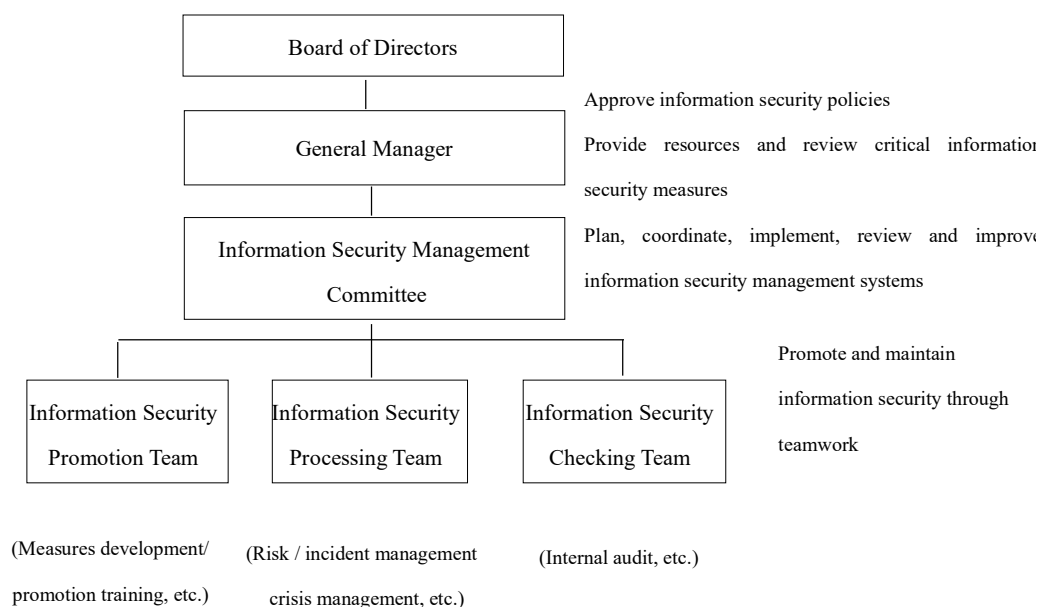 Board of Directors
Approve information security policies
General Manager
Provide resources and review critical information
security measures
Information Security Management
Committee
Plan, coordinate, implement, review and improve
information security management systems
Promote and maintain
information security through
teamwork
Information Security
Promotion Team
Information Security
Processing Team
Information Security
Checking Team
(Measures development/
promotion training, etc.)
(Risk / incident management
crisis management, etc.)
(Internal audit, etc.)